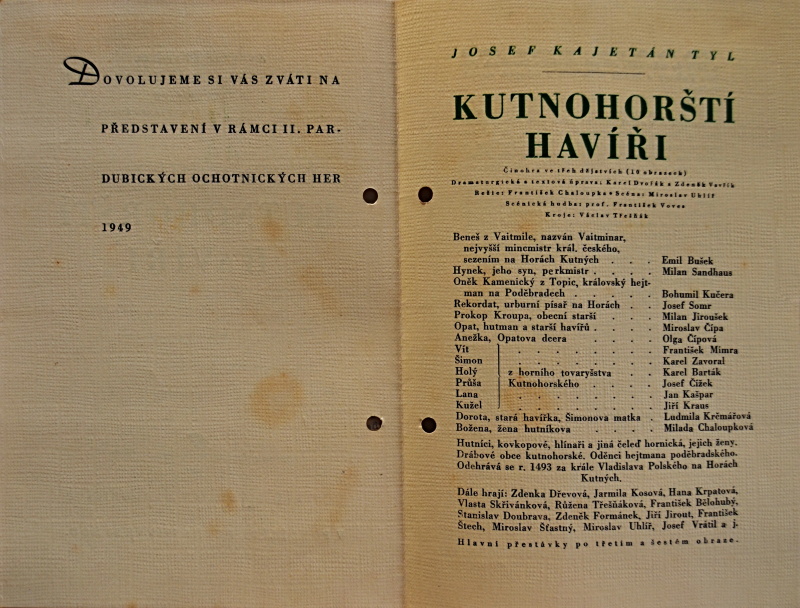 DOVOLUJEME SI VÁS ZVÁTI NA
PŘEDSTAVENÍ V RÁMCI II. PAR-
DUBICKÝCH OCHOTNICKÝCH HER
1949
JOSEF KAJETÁN TYL
KUTNOHORŠTÍ
HAVÍŘI
Činohra ve třech dějstvích (10 obrazech)
Dramaturgická a textová úprava: Karel Dvořák a Zdeněk Vavřík
Režie: František Chaloupka • Scéna: Miroslav Uhlíř
Scénická hudba: prof. František Vovez
Kroje: Václav Třešňák
Beneš z Vaitmile, nazván Vaitminar,
nejvyšší mincmistr král. českého,
sezením na Horách Kutných . . . Emil Bušek
Hynek, jeho syn, perkmistr . . . . Milan Sandhaus
Oněk Kamenický z Topic, královský hejt-
man na Poděbradech . . . . . Bohumil Kučera
Rekordat, urburní písař na Horách . . Josef Somr
Prokop Kroupa, obecní starší . . . Milan Jiroušek
Opat, hutman a starší havířů . . . . Miroslav Čípa
Anežka, Opatova dcera . . . . Olga Čípová
Vít . . . . . . . František Mimra
Šimon . . . . . . . Karel Zavoral
Holý z horního tovaryšstva . . Karel Barták
Průša Kutnohorského . . . . Josef Čížek
Lana . . . . . . . Jan Kašpar
Kužel . . . . . . . Jiří Kraus
Dorota, stará havířka, Šimonova matka . Ludmila Krčmářová
Božena, žena hutníkova . . . . Milada Chaloupková
Hutníci, kovkopové, hlínaři a jiná čeleď hornická, jejich ženy.
Drábové obce kutnohorské. Oděnci hejtmana poděbradského.
Odehrává se r. 1493 za krále Vladislava Polského na Horách
Kutných.
Dále hrají: Zdenka Dřevová, Jarmila Kosová, Hana Krpatová,
Vlasta Skřivánková, Růžena Třešňáková, František Bělohubý,
Stanislav Doubrava, Zdeněk Formánek, Jiří Jirout, František
Štech, Miroslav Šťastný, Miroslav Uhlíř, Josef Vrátil a j.
Hlavní přestávky po třetím a šestém obraze.